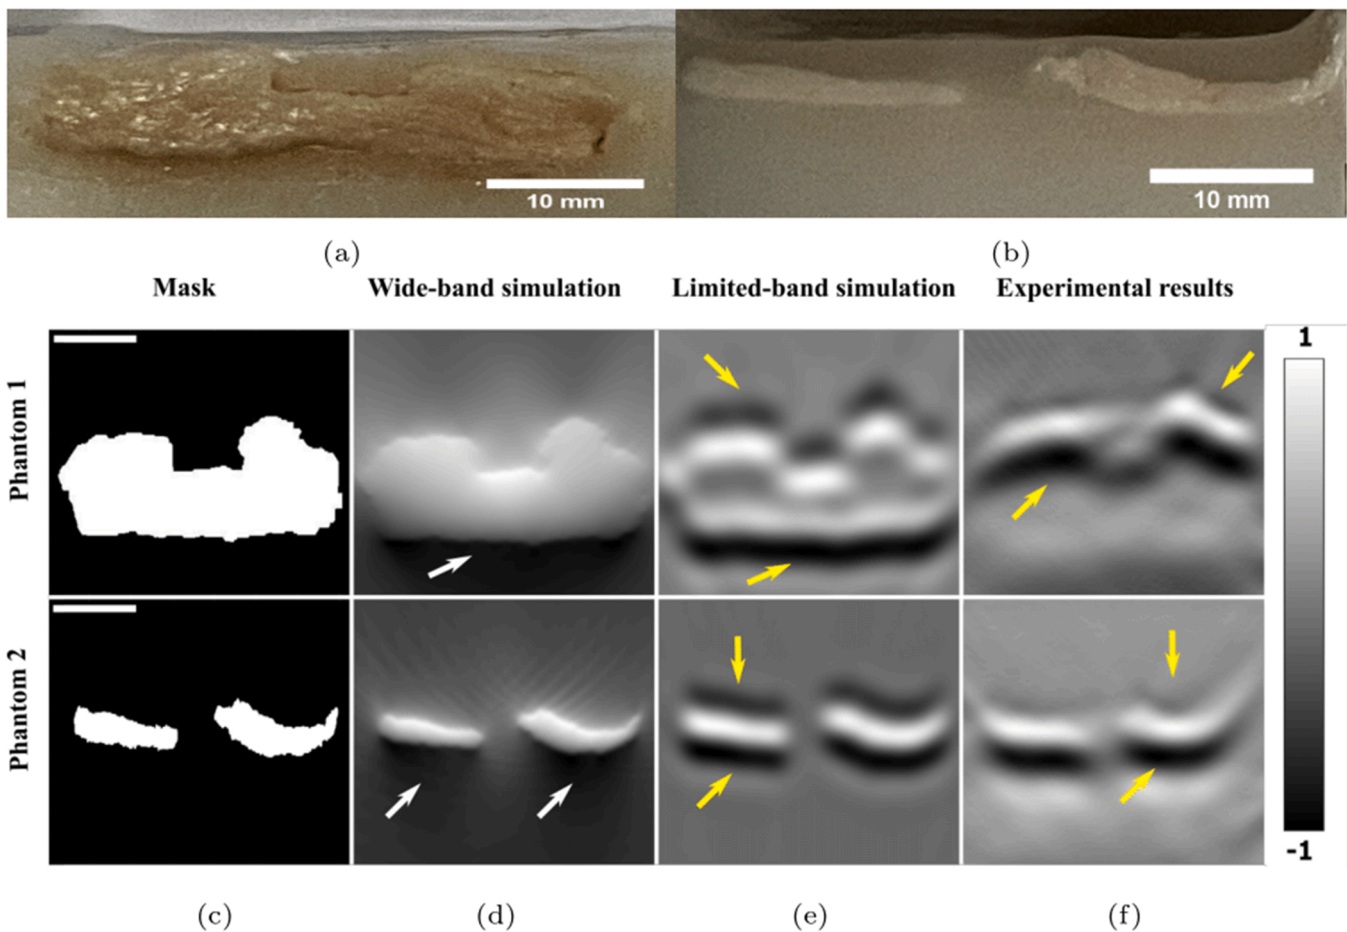 10 mm
10 mm
(a)
(b)
Mask
Wide-band simulation
Limited-band simulation
Experimental results
Phantom 1
1
Phantom 2
-1
(c)
(d)
(e)
(f)